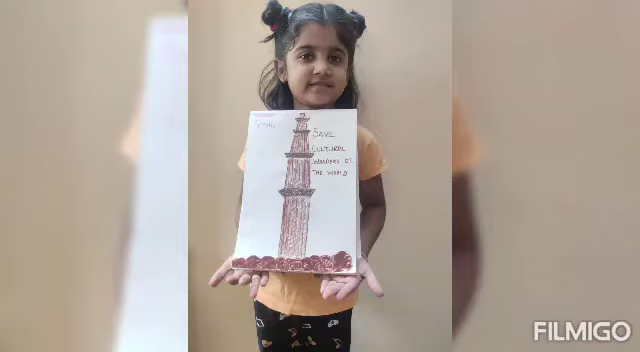 SAVE
CULTURAL
WONDERS OF
THE WORLD
FILMIGO